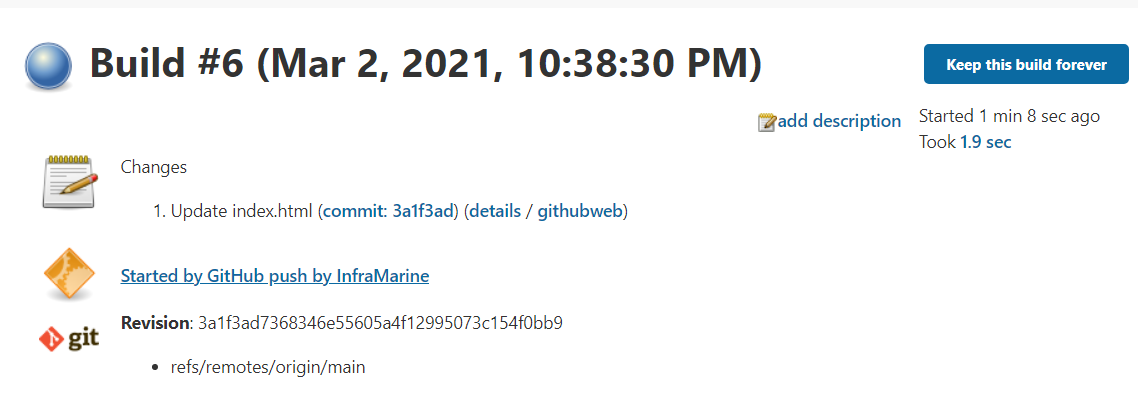 Build #6 (Mar 2, 2021, 10:38:30 PM)
Keep this build forever
add description
Started 1 min 8 sec ago
Took 1.9 sec
Changes
1. Update index.html (commit: 3a1f3ad) (details / githubweb)
Started by GitHub push by InfraMarine
git
Revision: 3a1f3ad7368346e55605a4f12995073c154f0bb9
• refs/remotes/origin/main